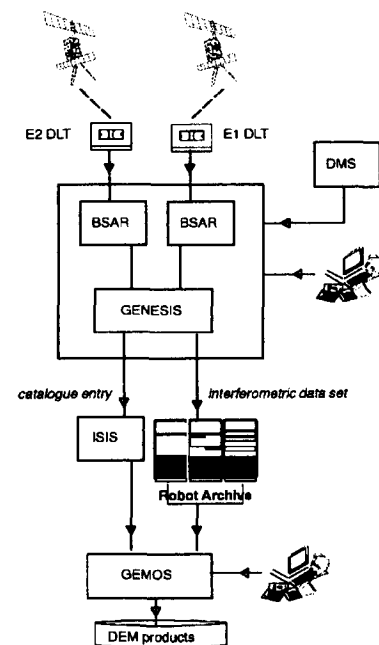 E2 DLT
E1 DLT
DMS
BSAR
BSAR
GENESIS
catalogue entry
interferometric data set
ISIS
Robot Archive
GEMOS
DEM products